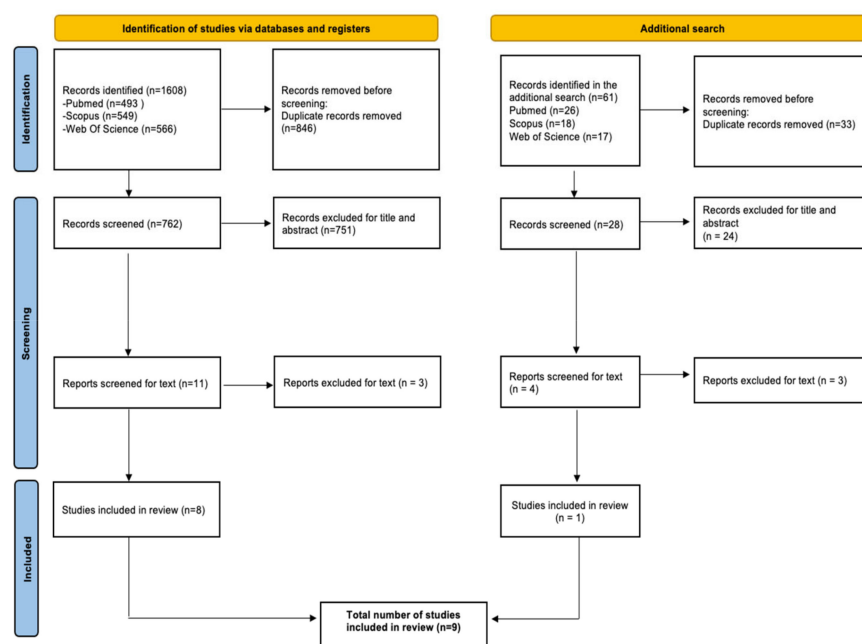 Identification of studies via databases and registers
Additional search
Identification
Records identified (n=1608)
-Pubmed (n=493 )
-Scopus (n=549)
-Web Of Science (n=566)
Records removed before
screening:
Duplicate records removed
(n=846)
Records identified in the
additional search (n=61)
Pubmed (n=26)
Scopus (n=18)
Web of Science (n=17)
Records removed before
screening:
Duplicate records removed (n=33)
Screening
Records screened (n=762)
Records excluded for title and
abstract (n=751)
Records screened (n=28)
Records excluded for title and
abstract
(n = 24)
Reports screened for text (n=11)
Reports excluded for text (n = 3)
Reports screened for text
(n = 4)
Reports excluded for text (n = 3)
Included
Studies included in review (n=8)
Studies included in review
(n = 1)
Total number of studies
included in review (n=9)